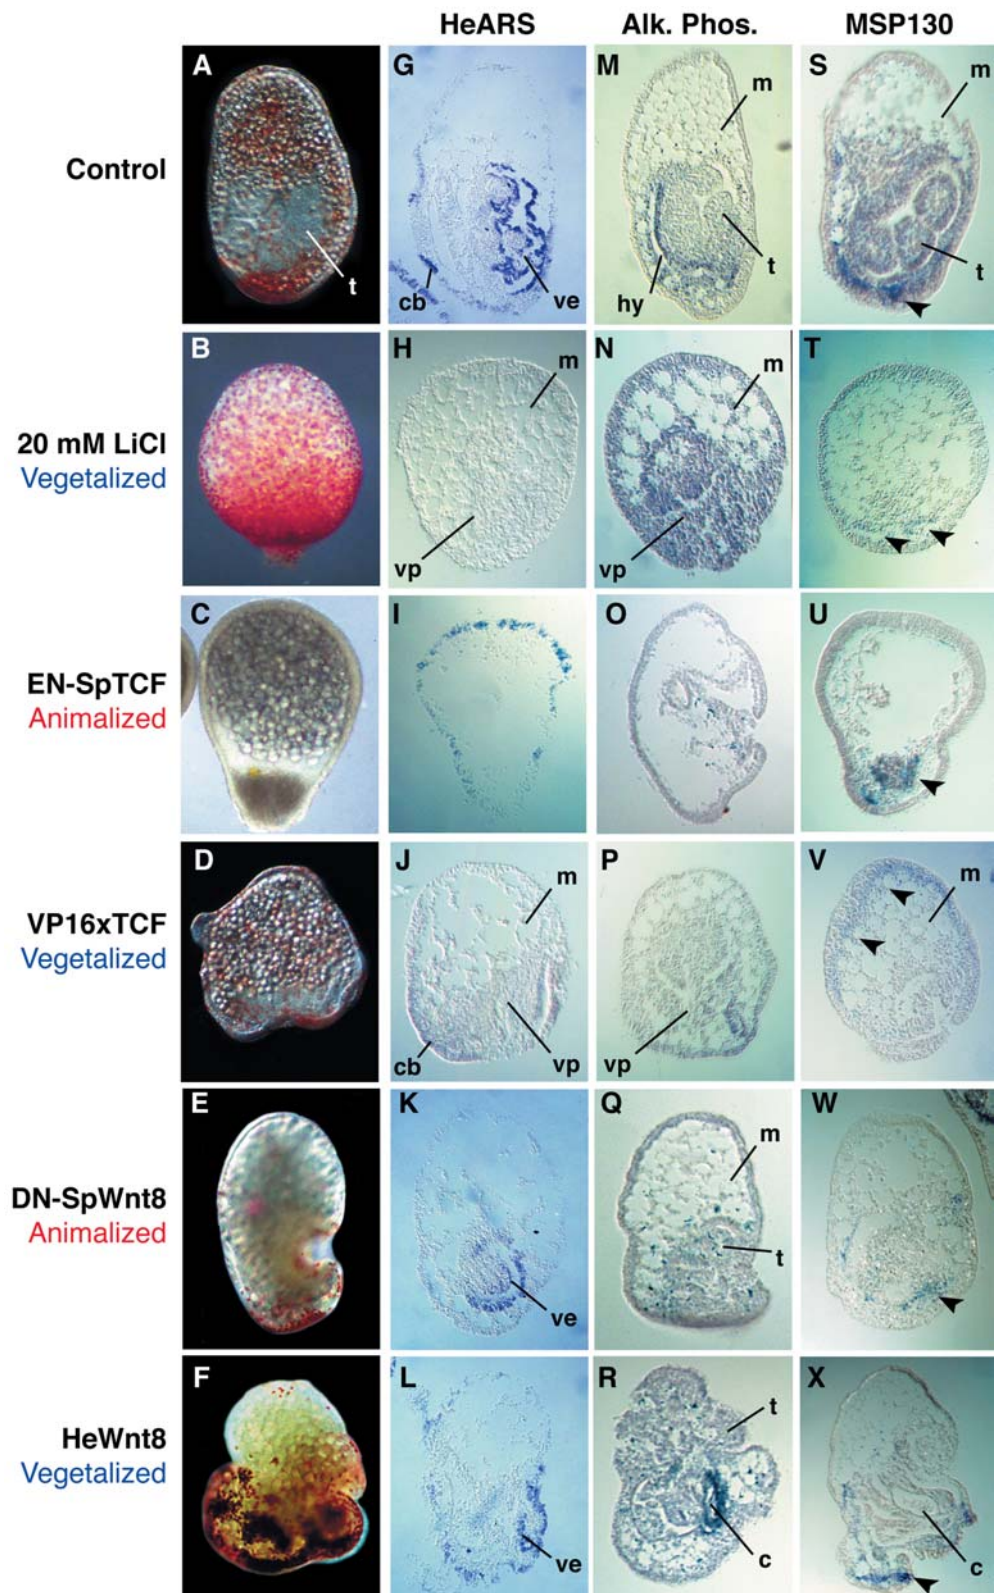 HeARS Alk. Phos. MSP130
A G M S
m m
Control
t t t
cb ve hy
B H N T
m m
20 mM LiCl
Vegetalized
vp vp
C I O U
EN-SpTCF
Animalized
D J P V
m m
VP16xTCF
Vegetalized
cb vp vp
E K Q W
m
DN-SpWnt8
Animalized
t
ve
F L R X
t
HeWnt8
Vegetalized
ve c c